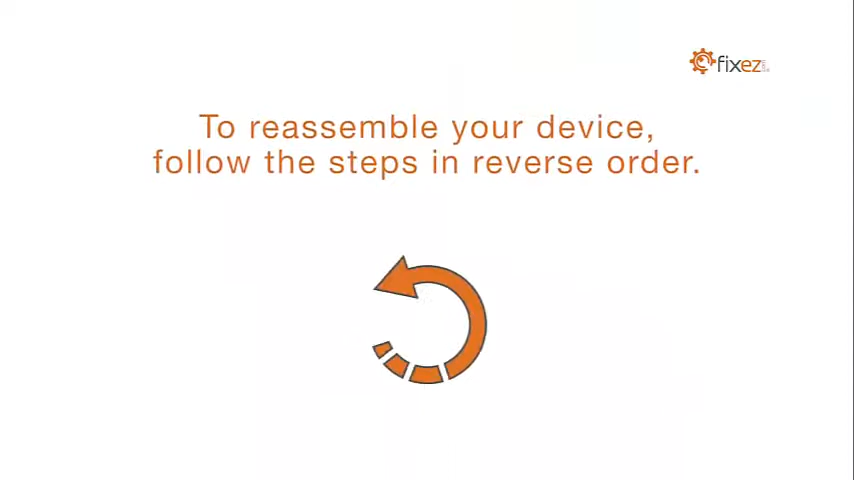 fixez
To reassemble your device,
follow the steps in reverse order.